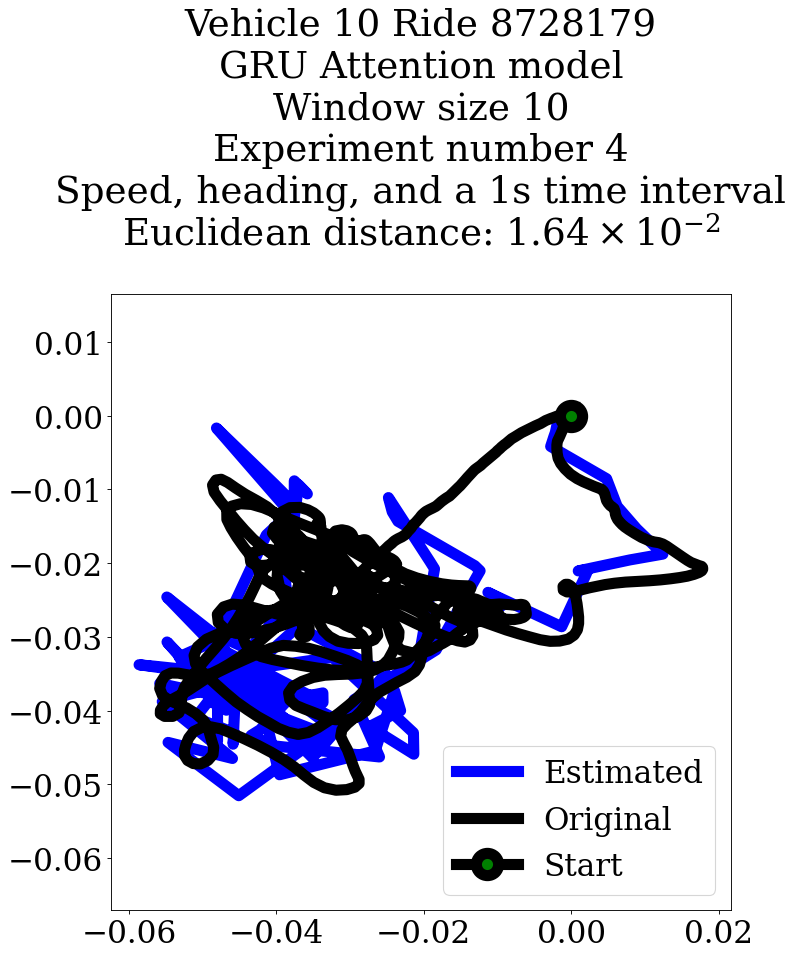 Vehicle 10 Ride 8728179
GRU Attention model
Window size 10
Experiment number 4
Speed, heading, and a 1s time interval
Euclidean distance: 1.64 × 10⁻²
0.01
0.00
−0.01
−0.02
−0.03
−0.04
−0.05
−0.06
Estimated
Original
Start
−0.06 −0.04 −0.02 0.00 0.02